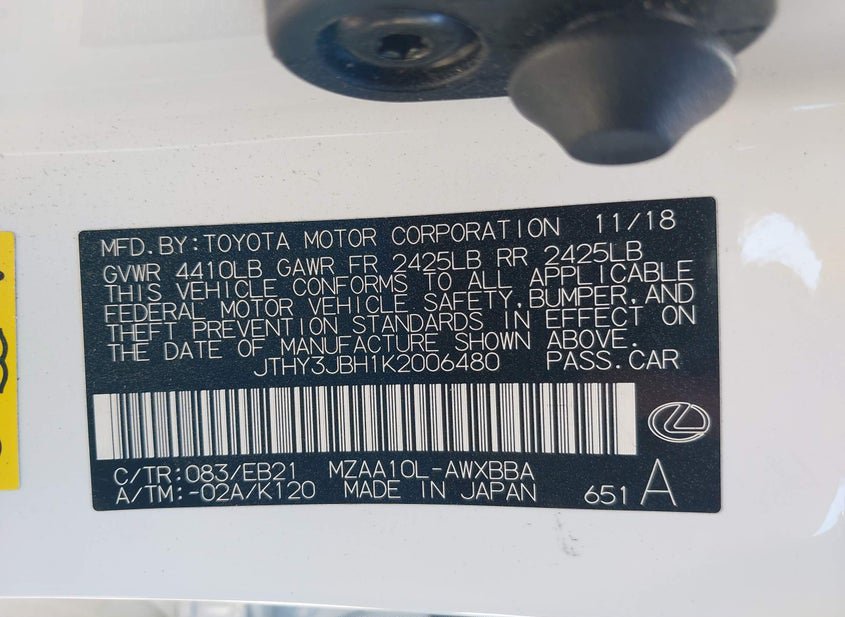 MFD.BY:TOYOTA MOTOR CORPORATION 11/18
GVWR 4410LB GAWR FR 2425LB RR 2425LB
THIS VEHICLE CONFORMS TO ALL APPLICABLE
FEDERAL MOTOR VEHICLE SAFETY,BUMPER,AND
THEFT PREVENTION STANDARDS IN EFFECT ON
THE DATE OF MANUFACTURE SHOWN ABOVE.
JTHY3JBH1K2006480 PASS.CAR
C/TR:083/EB21 MZAA10L-AWXBBA
A/TM:-02A/K120 MADE IN JAPAN 651 A